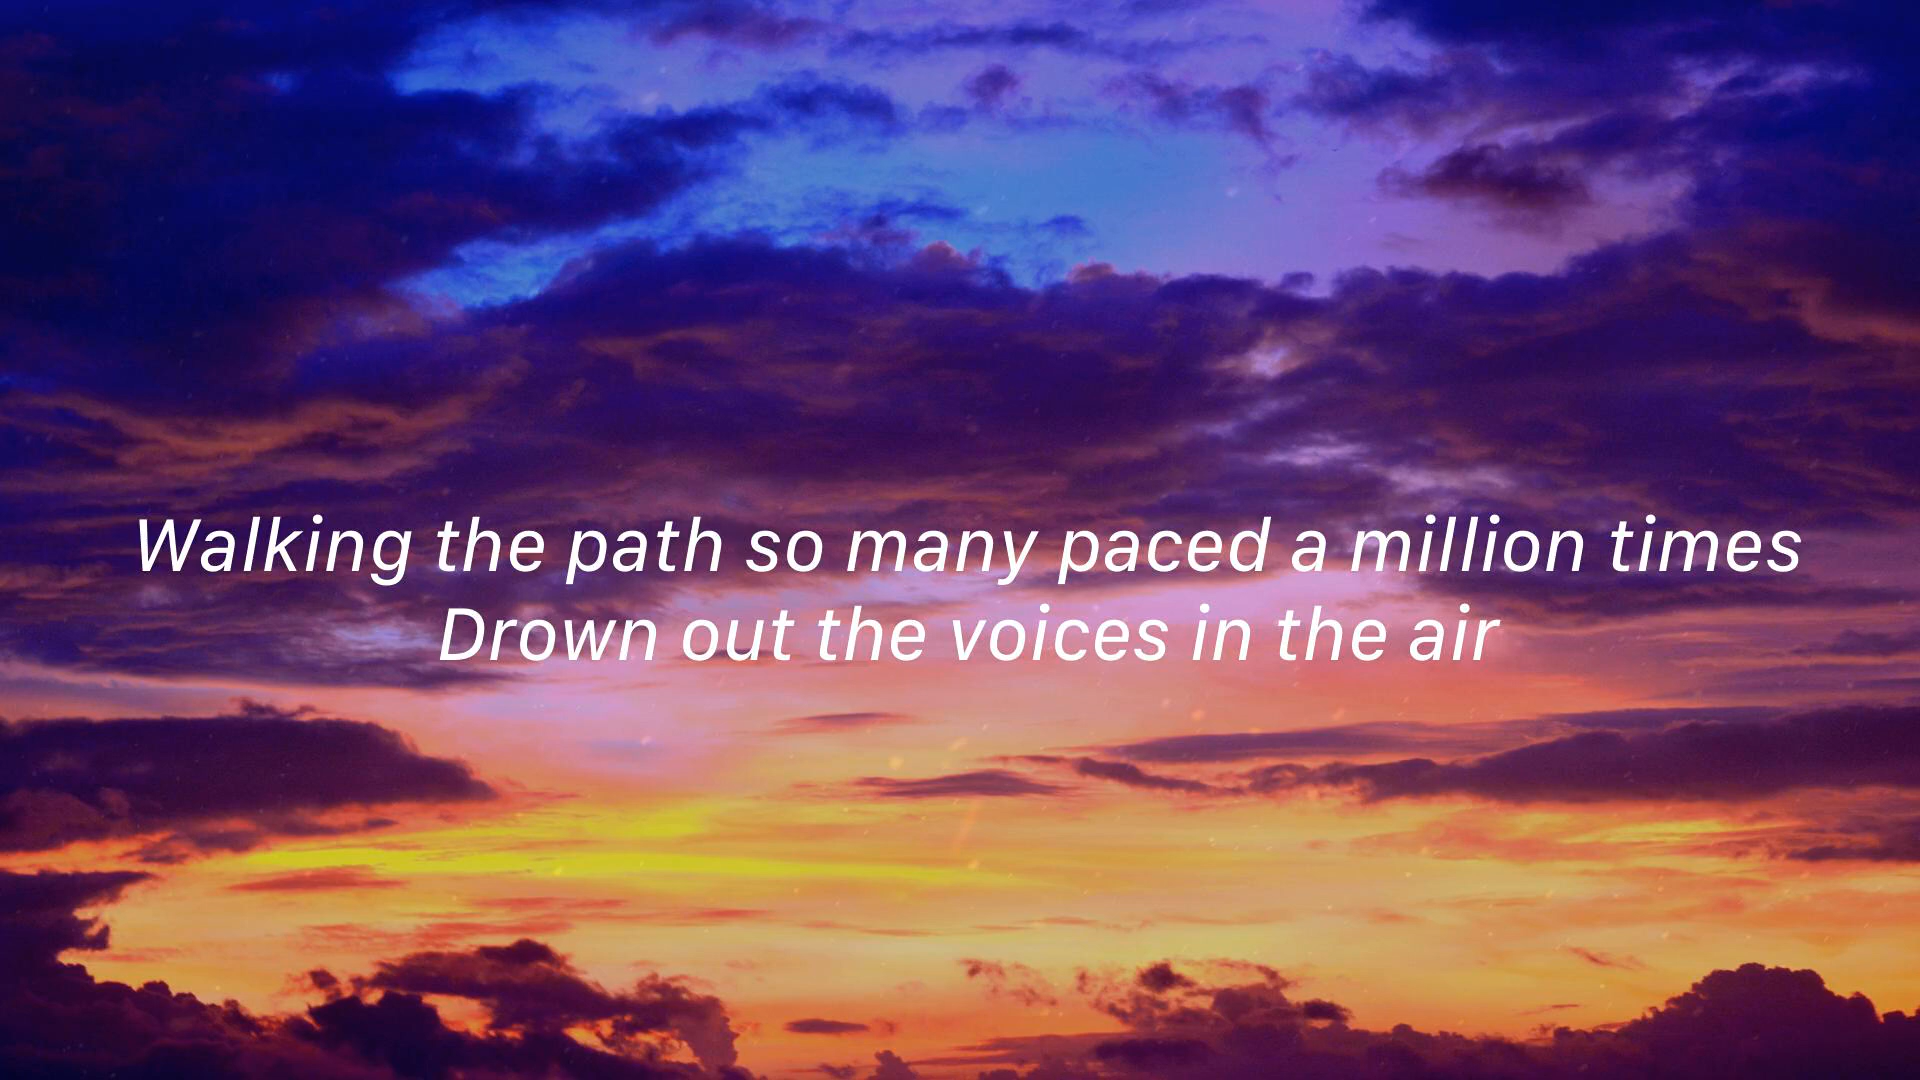 Walking the path so many paced a million times
Drown out the voices in the air